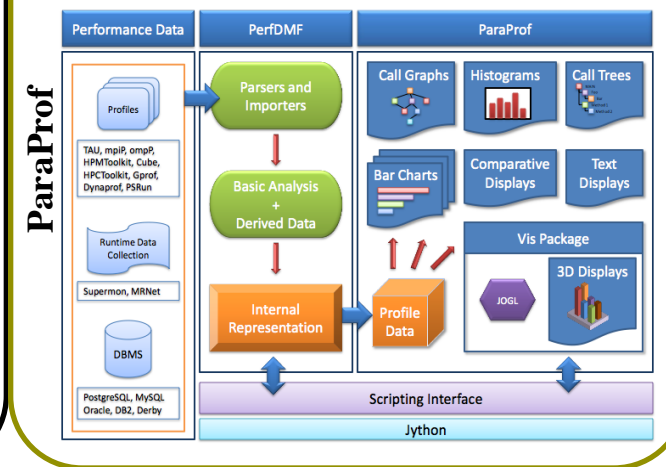 ParaProf
Performance Data
PerfDMF
ParaProf
Profiles
TAU, mpiP, ompP,
HPMToolkit, Cube,
HPCToolkit, Gprof,
Dynaprof, PSRun
Runtime Data
Collection
Supermon, MRNet
DBMS
PostgreSQL, MySQL
Oracle, DB2, Derby
Parsers and
Importers
Basic Analysis
+
Derived Data
Internal
Representation
Call Graphs
Histograms
Call Trees
Bar Charts
Comparative
Displays
Text
Displays
Profile
Data
Vis Package
JOGL
3D Displays
Scripting Interface
Jython